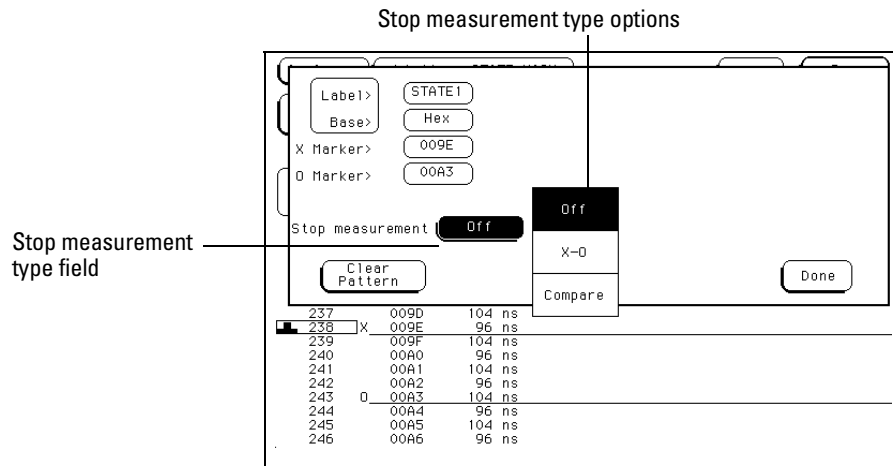 Stop measurement type options
Label> STATE1
Base> Hex
X Marker> 009E
O Marker> 00A3
Stop measurement Off
Off
X-O
Compare
Stop measurement
type field
Clear
Pattern
Done
237 009D 104 ns
238 X 009E 96 ns
239 009F 104 ns
240 00A0 96 ns
241 00A1 104 ns
242 00A2 96 ns
243 O 00A3 104 ns
244 00A4 96 ns
245 00A5 104 ns
246 00A6 96 ns